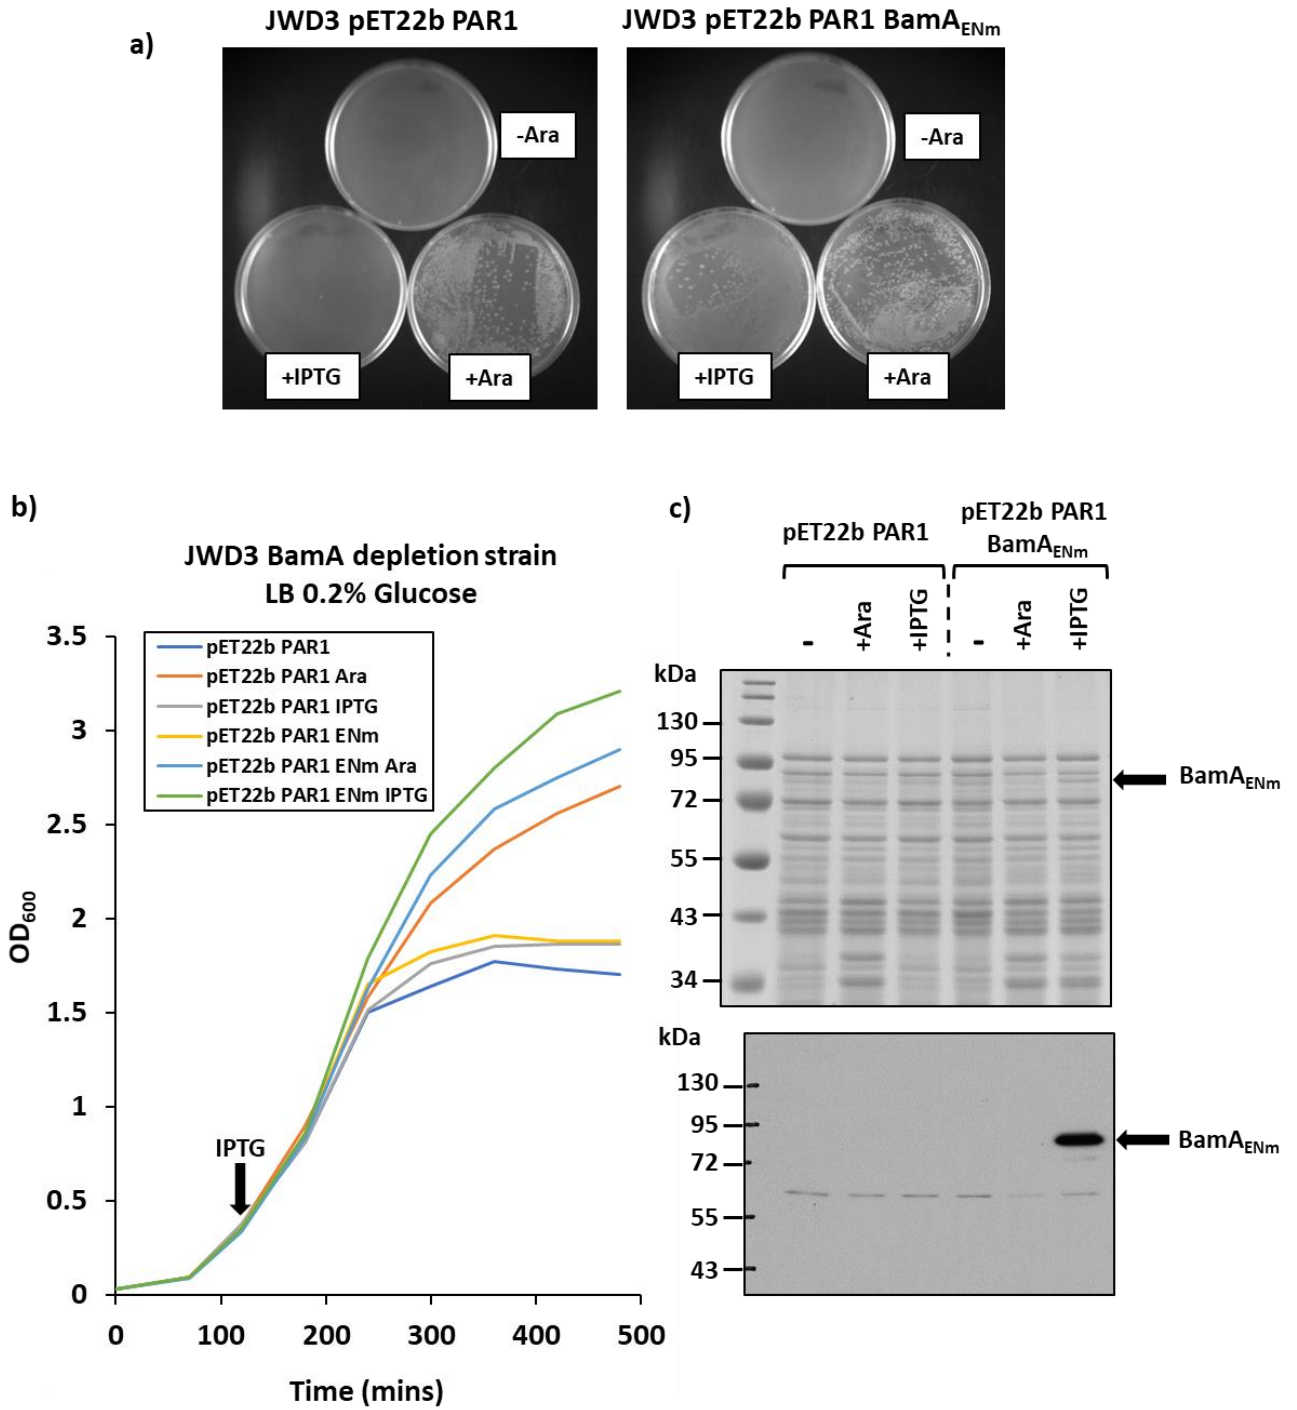 a)
JWD3 pET22b PAR1
JWD3 pET22b PAR1 BamAENm
-Ara
+IPTG
+Ara
-Ara
+IPTG
+Ara
b)
JWD3 BamA depletion strain
LB 0.2% Glucose
pET22b PAR1
pET22b PAR1 Ara
pET22b PAR1 IPTG
pET22b PAR1 ENm
pET22b PAR1 ENm Ara
pET22b PAR1 ENm IPTG
3.5
3
2.5
2
1.5
1
0.5
0
OD600
IPTG
0 100 200 300 400 500
Time (mins)
c)
pET22b PAR1
pET22b PAR1
BamAENm
- +Ara +IPTG - +Ara +IPTG
kDa
130
95
72
55
43
34
BamAENm
kDa
130
95
72
55
43
BamAENm